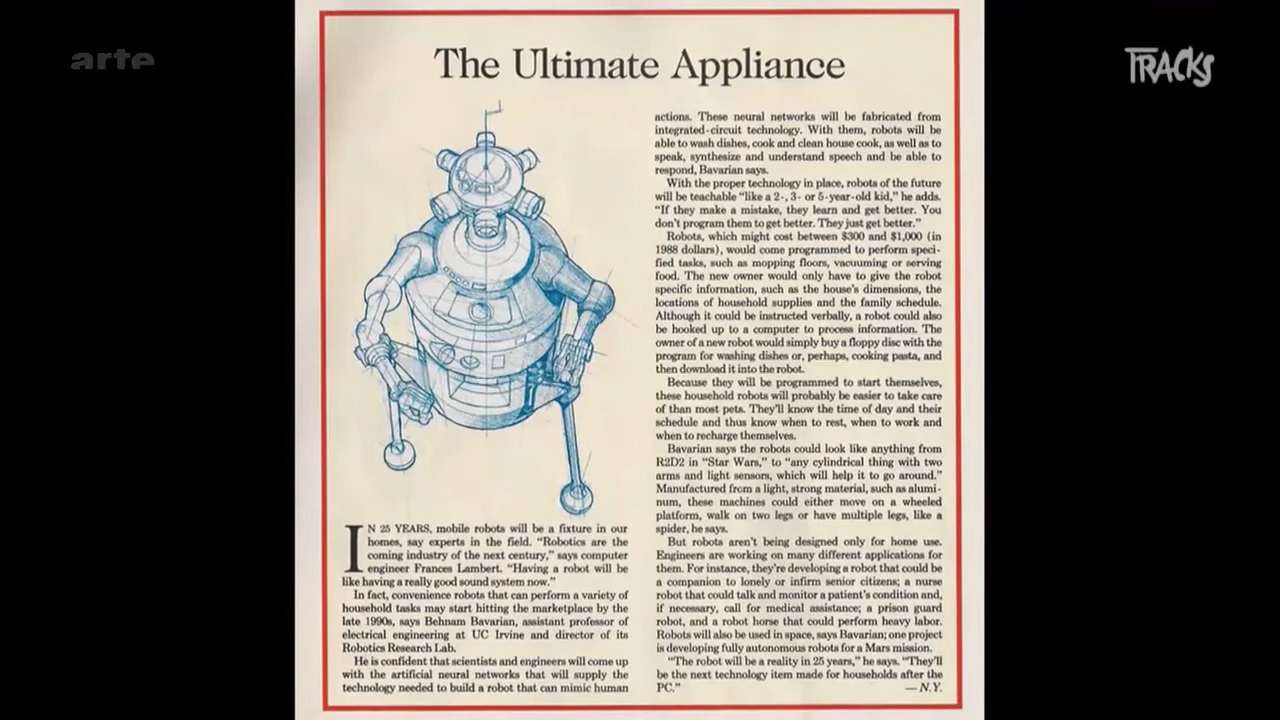 arte
TRACKS
The Ultimate Appliance
IN 25 YEARS, mobile robots will be a fixture in our
homes, say experts in the field. “Robotics are the
coming industry of the next century,” says computer
engineer Frances Lambert. “Having a robot will be
like having a really good sound system now.”
In fact, convenience robots that can perform a variety of
household tasks may start hitting the marketplace by the
late 1990s, says Behnam Bavarian, assistant professor of
electrical engineering at UC Irvine and director of its
Robotics Research Lab.
He is confident that scientists and engineers will come up
with the artificial neural networks that will supply the
technology needed to build a robot that can mimic human
actions. These neural networks will be fabricated from
integrated-circuit technology. With them, robots will be
able to wash dishes, cook and clean house cook, as well as to
speak, synthesize and understand speech and be able to
respond, Bavarian says.
With the proper technology in place, robots of the future
will be teachable “like a 2-, 3- or 5-year-old kid,” he adds.
“If they make a mistake, they learn and get better. You
don’t program them to get better. They just get better.”
Robots, which might cost between $300 and $1,000 (in
1988 dollars), would come programmed to perform speci-
fied tasks, such as mopping floors, vacuuming or serving
food. The new owner would only have to give the robot
specific information, such as the house’s dimensions, the
locations of household supplies and the family schedule.
Although it could be instructed verbally, a robot could also
be hooked up to a computer to process information. The
owner of a new robot would simply buy a floppy disc with the
program for washing dishes or, perhaps, cooking pasta, and
then download it into the robot.
Because they will be programmed to start themselves,
these household robots will probably be easier to take care
of than most pets. They’ll know the time of day and their
schedule and thus know when to rest, when to work and
when to recharge themselves.
Bavarian says the robots could look like anything from
R2D2 in “Star Wars,” to “any cylindrical thing with two
arms and light sensors, which will help it to go around.”
Manufactured from a light, strong material, such as alumi-
num, these machines could either move on a wheeled
platform, walk on two legs or have multiple legs, like a
spider, he says.
But robots aren’t being designed only for home use.
Engineers are working on many different applications for
them. For instance, they’re developing a robot that could be
a companion to lonely or infirm senior citizens; a nurse
robot that could talk and monitor a patient’s condition and,
if necessary, call for medical assistance; a prison guard
robot, and a robot horse that could perform heavy labor.
Robots will also be used in space, says Bavarian; one project
is developing fully autonomous robots for a Mars mission.
“The robot will be a reality in 25 years,” he says. “They’ll
be the next technology item made for households after the
PC.” —N.Y.